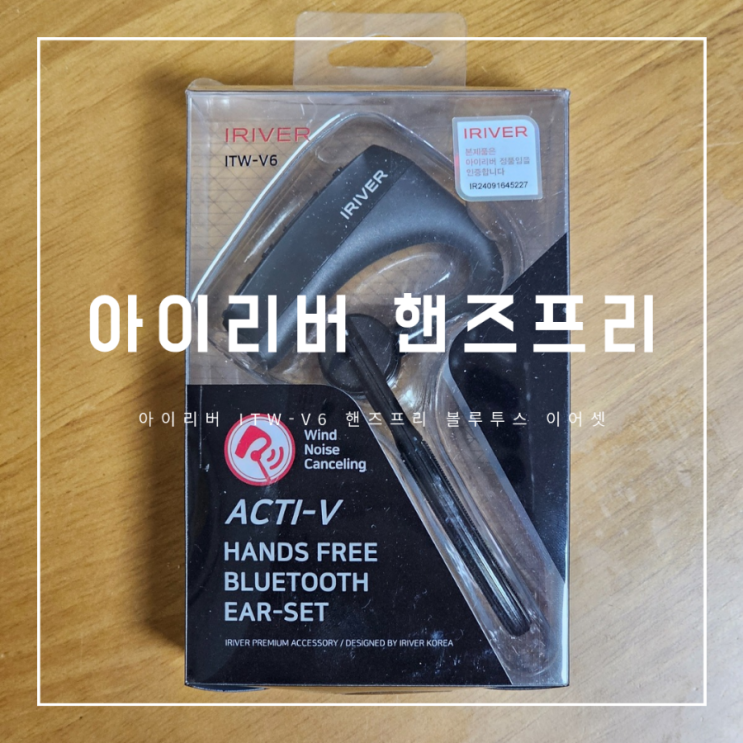 IRIVER
ITW-V6
IRIVER
본제품은
아이리버 정품임을
인증합니다
IR24091645227
IRIVER
아이리버 핸즈프리
아이리버 ITW-V6 핸즈프리 볼루투스 이어셋
Wind
Noise
Canceling
ACTI-V
HANDS FREE
BLUETOOTH
EAR-SET
IRIVER PREMIUM ACCESSORY / DESIGNED BY IRIVER KOREA